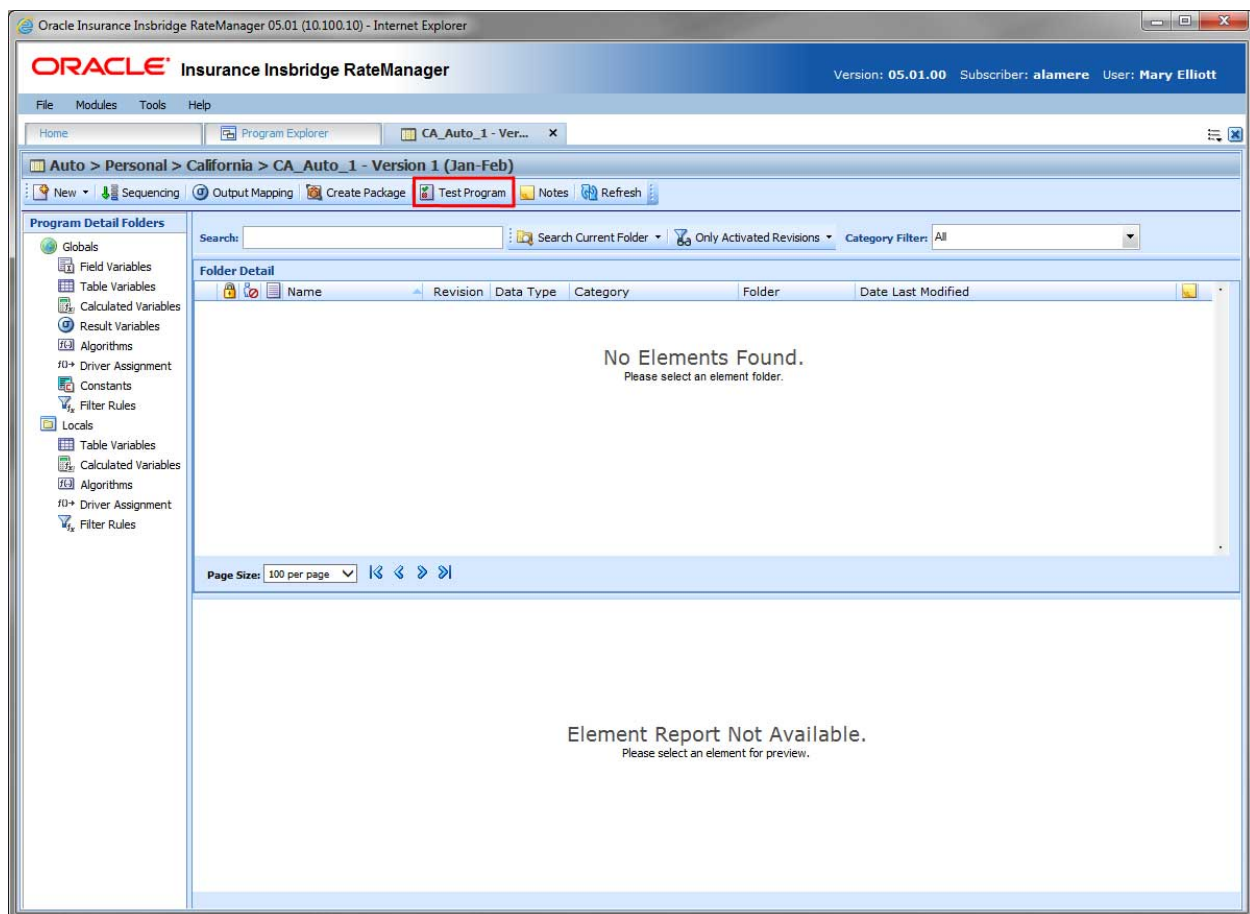 Oracle Insurance Insbridge RateManager 05.01 (10.100.10) - Internet Explorer
ORACLE Insurance Insbridge RateManager
Version: 05.01.00 Subscriber: alamere User: Mary Elliott
File Modules Tools Help
Home Program Explorer CA_Auto_1 - Ver... X
Auto > Personal > California > CA_Auto_1 - Version 1 (Jan-Feb)
New Sequencing Output Mapping Create Package Test Program Notes Refresh
Program Detail Folders
Globals
Field Variables
Table Variables
Calculated Variables
Result Variables
Algorithms
Driver Assignment
Constants
Filter Rules
Locals
Table Variables
Calculated Variables
Algorithms
Driver Assignment
Filter Rules
Search: Search Current Folder Only Activated Revisions Category Filter: All
Folder Detail
Name Revision Data Type Category Folder Date Last Modified
No Elements Found.
Please select an element folder.
Page Size: 100 per page
Element Report Not Available.
Please select an element for preview.